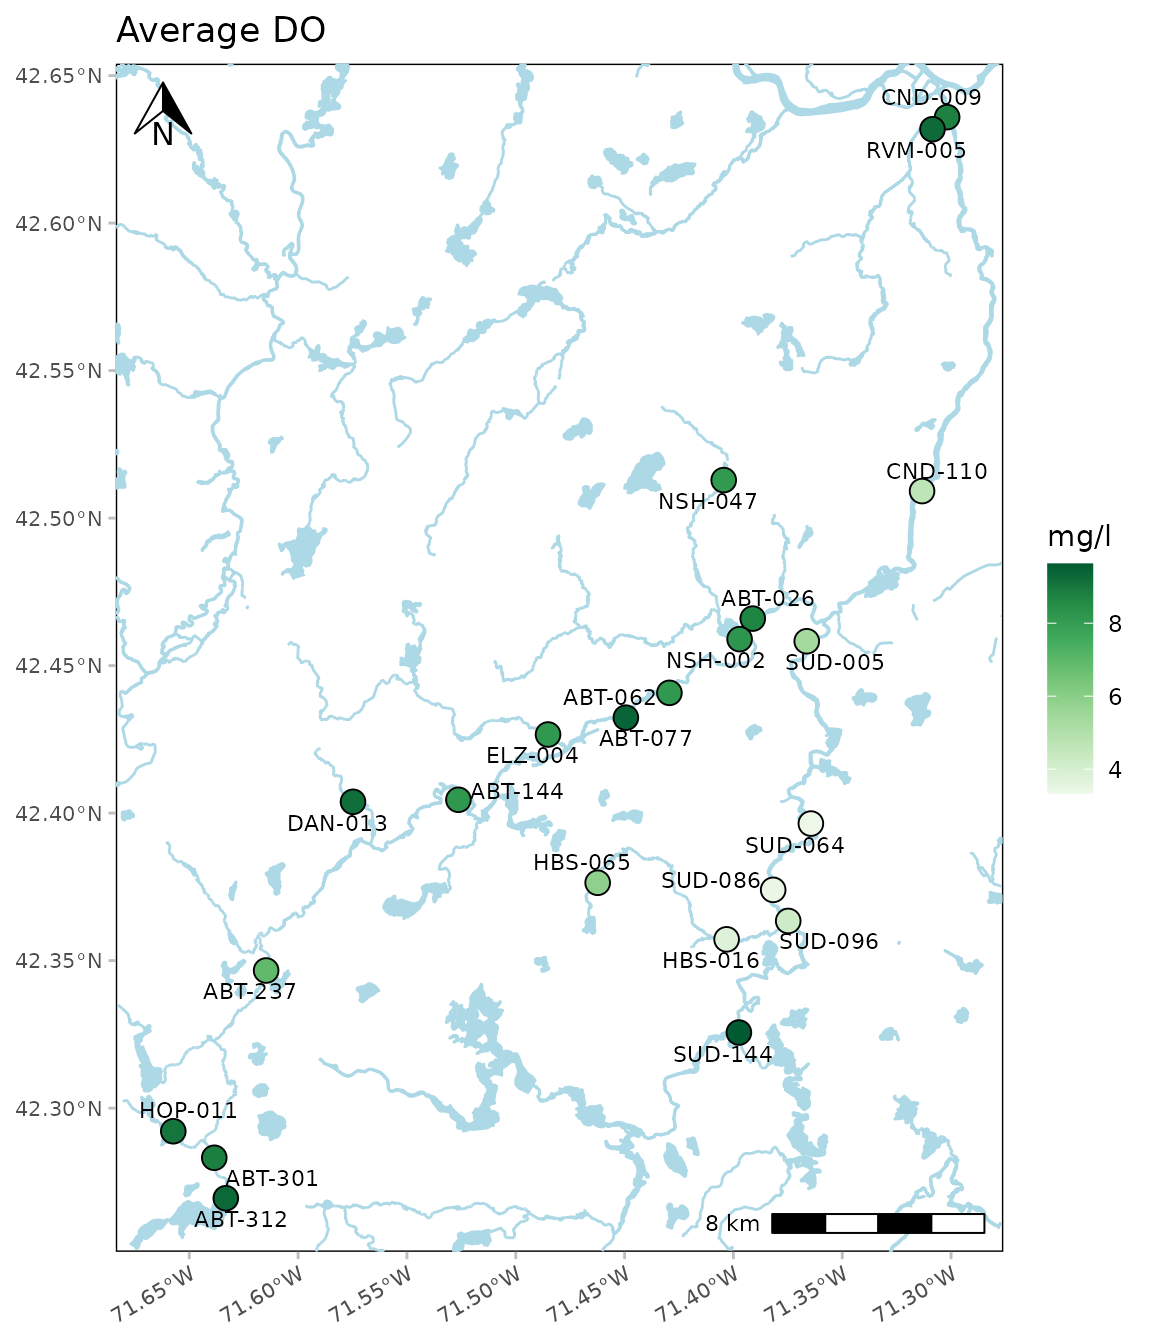 Average DO
42.65°N
42.60°N
42.55°N
42.50°N
42.45°N
42.40°N
42.35°N
42.30°N
N
CND-009
RVM-005
CND-110
NSH-047
ABT-026
NSH-002
SUD-005
ABT-062
ABT-077
ELZ-004
ABT-144
DAN-013
SUD-064
HBS-065
SUD-086
SUD-096
HBS-016
ABT-237
SUD-144
HOP-011
ABT-301
ABT-312
8 km
71.65°W
71.60°W
71.55°W
71.50°W
71.45°W
71.40°W
71.35°W
71.30°W
mg/l
8
6
4